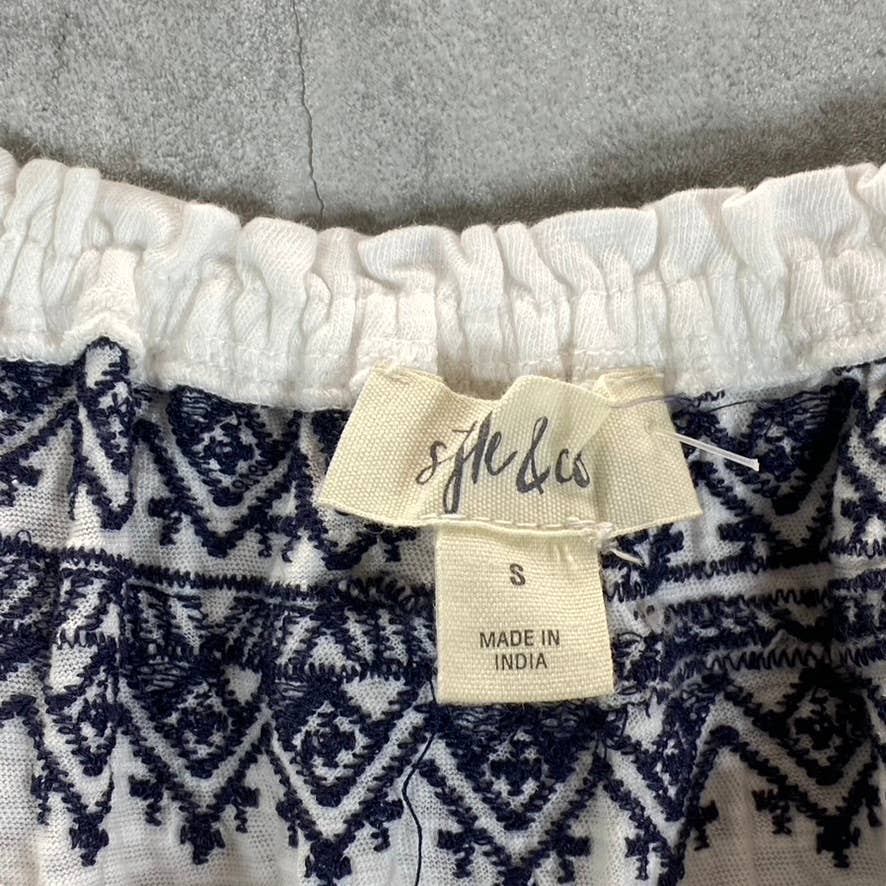 style & co
S
MADE IN
INDIA